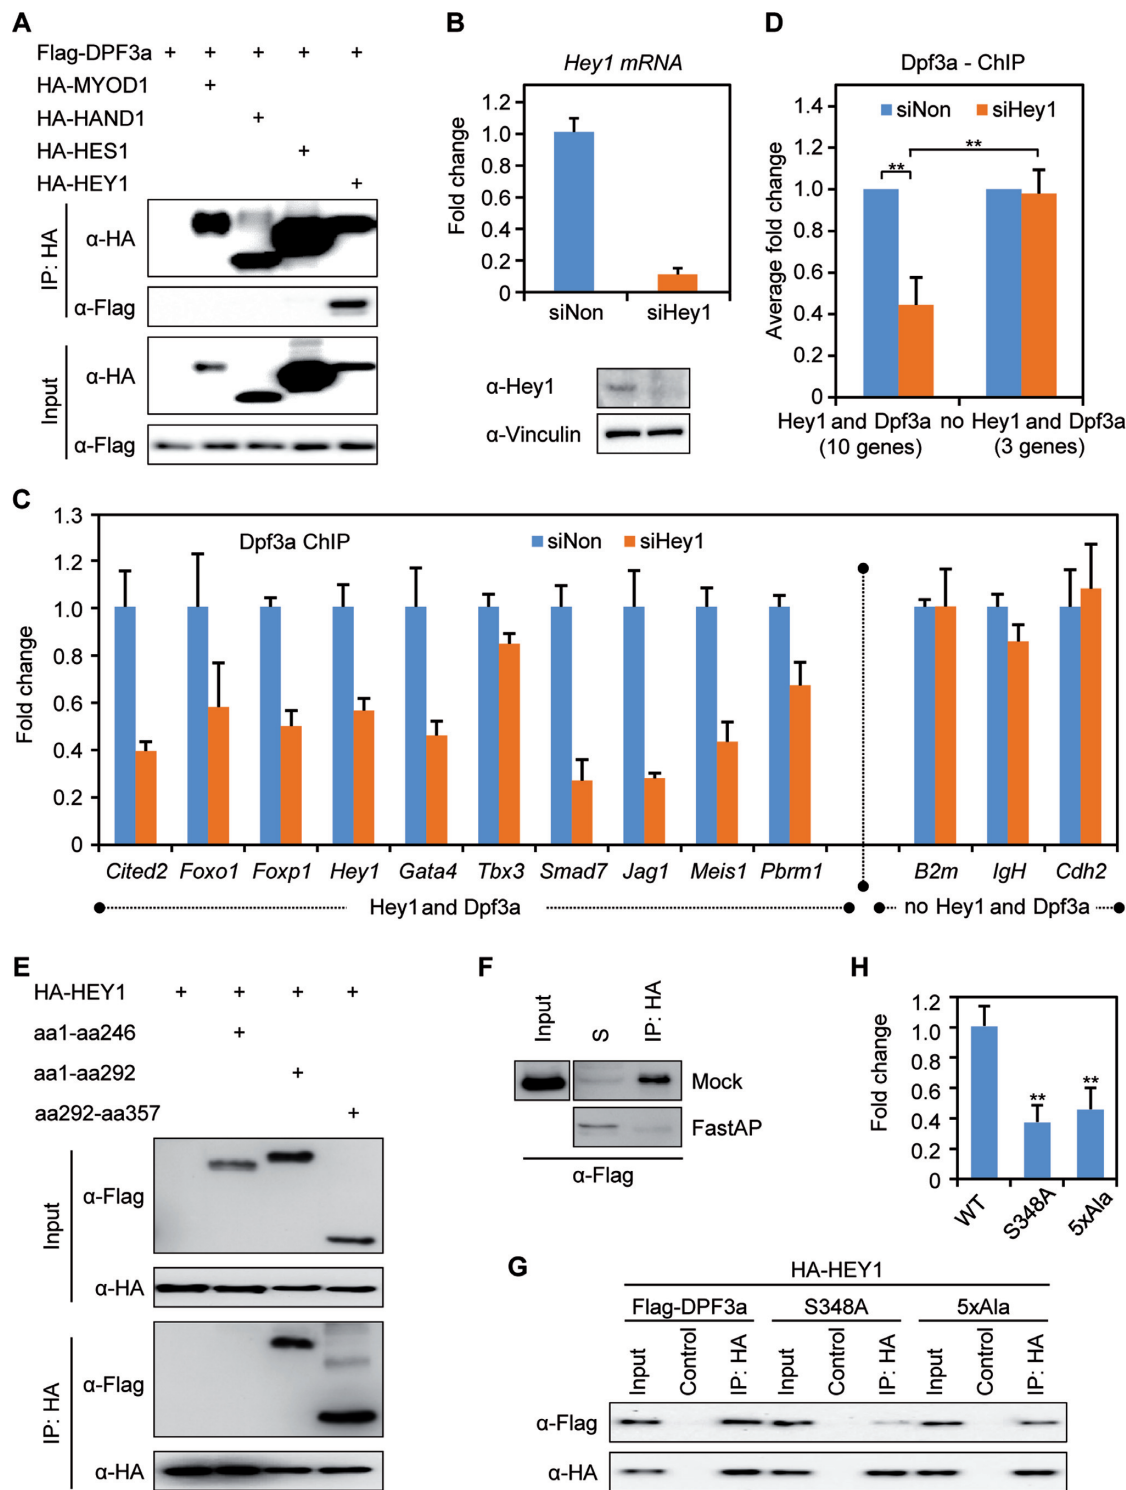 A
Flag-DPF3a + + + + +
HA-MYOD1 +
HA-HAND1 +
HA-HES1 +
HA-HEY1 +
IP: HA
α-HA
α-Flag
Input
α-HA
α-Flag
B
Hey1 mRNA
Fold change
1.2
1.0
0.8
0.6
0.4
0.2
0
siNon siHey1
α-Hey1
α-Vinculin
D
Dpf3a - ChIP
Average fold change
siNon siHey1
1.4
1.2
1.0
0.8
0.6
0.4
0.2
0
**
**
Hey1 and Dpf3a no Hey1 and Dpf3a
(10 genes) (3 genes)
C
Dpf3a ChIP siNon siHey1
Fold change
1.3
1.2
1.0
0.8
0.6
0.4
0.2
0
Cited2 Foxo1 Foxp1 Hey1 Gata4 Tbx3 Smad7 Jag1 Meis1 Pbrm1 B2m IgH Cdh2
Hey1 and Dpf3a no Hey1 and Dpf3a
E
HA-HEY1 + + + +
aa1-aa246 +
aa1-aa292 +
aa292-aa357 +
Input
α-Flag
α-HA
IP: HA
α-Flag
α-HA
F
Input S IP: HA
Mock
FastAP
α-Flag
H
Fold change
1.2
1.0
0.8
0.6
0.4
0.2
0
**
**
WT S348A 5xAla
G
HA-HEY1
Flag-DPF3a S348A 5xAla
Input Control IP: HA Input Control IP: HA Input Control IP: HA
α-Flag
α-HA